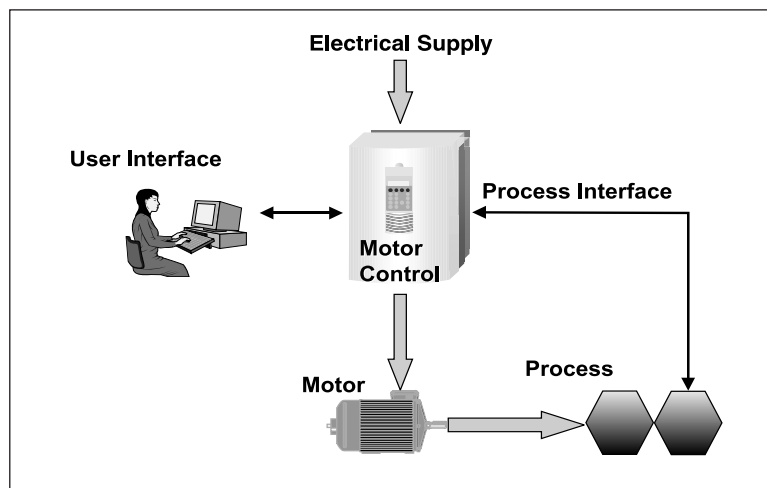 Electrical Supply
User Interface
Process Interface
Motor
Control
Motor
Process